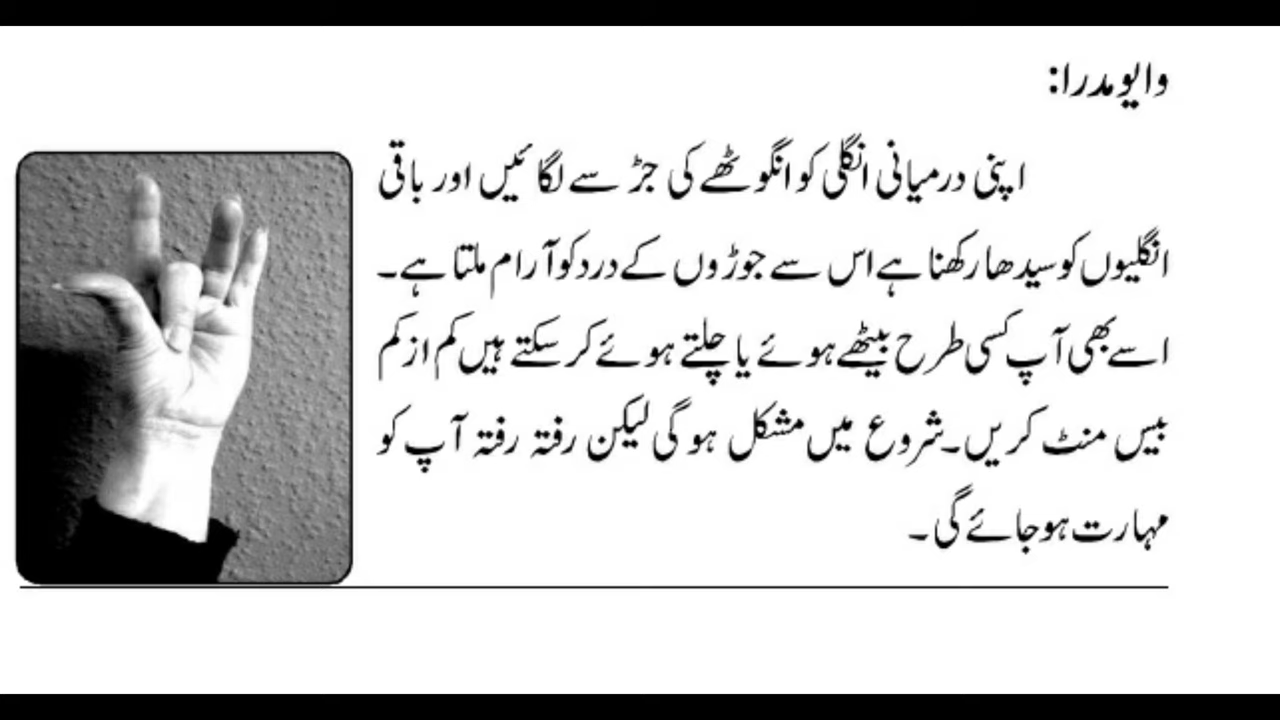 وایو مدرا:
اپنی درمیانی انگلی کو انگوٹھے کی جڑ سے لگائیں اور باقی
انگلیوں کو سیدھا رکھنا ہے اس سے جوڑوں کے درد کو آرام ملتا ہے۔
اسے بھی آپ کسی طرح بیٹھے ہوئے یا چلتے ہوئے کر سکتے ہیں کم از کم
بیس منٹ کریں۔ شروع میں مشکل ہو گی لیکن رفتہ رفتہ آپ کو
مہارت ہو جائے گی۔